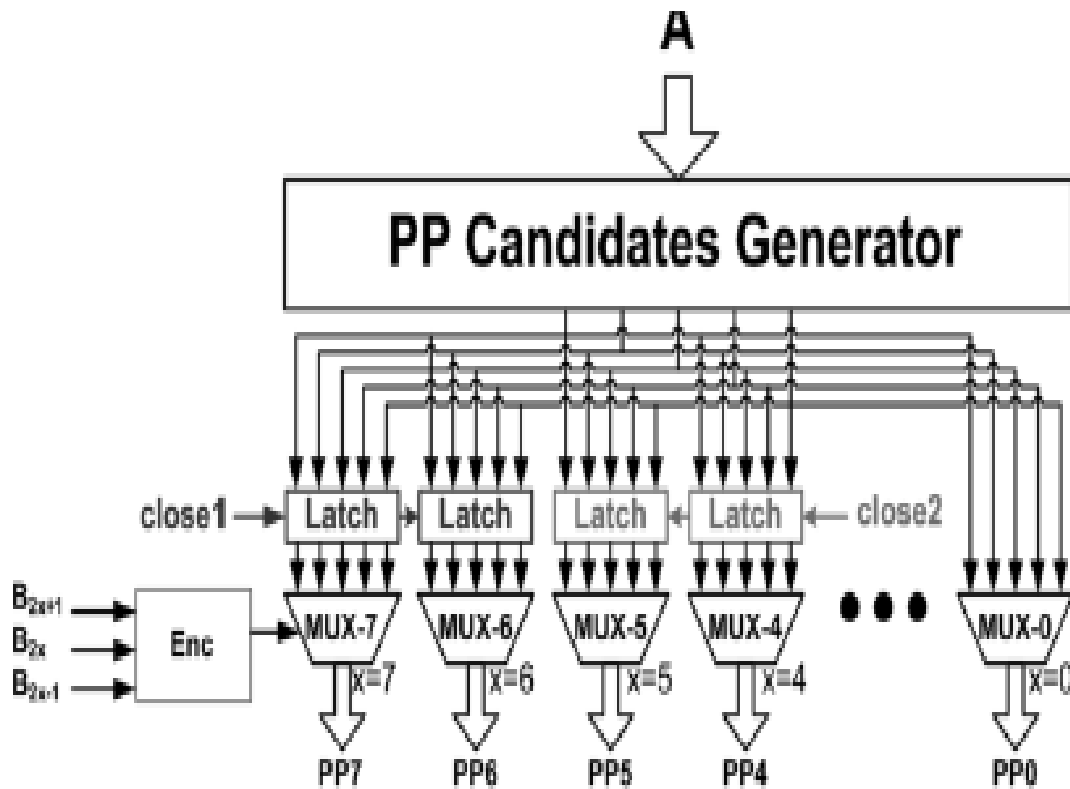 A
PP Candidates Generator
close1 Latch Latch Latch Latch close2
B2x+1
B2x
B2x-1
Enc
MUX-7 MUX-6 MUX-5 MUX-4 MUX-0
x=7 x=6 x=5 x=4 x=0
PP7 PP6 PP5 PP4 PP0